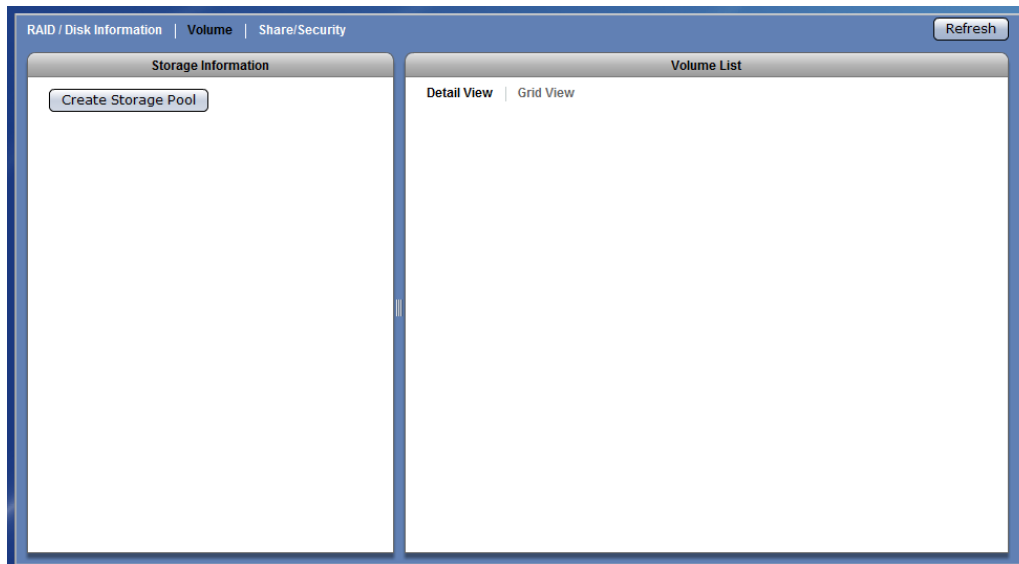 RAID / Disk Information | Volume | Share/Security
Refresh
Storage Information
Volume List
Create Storage Pool
Detail View | Grid View